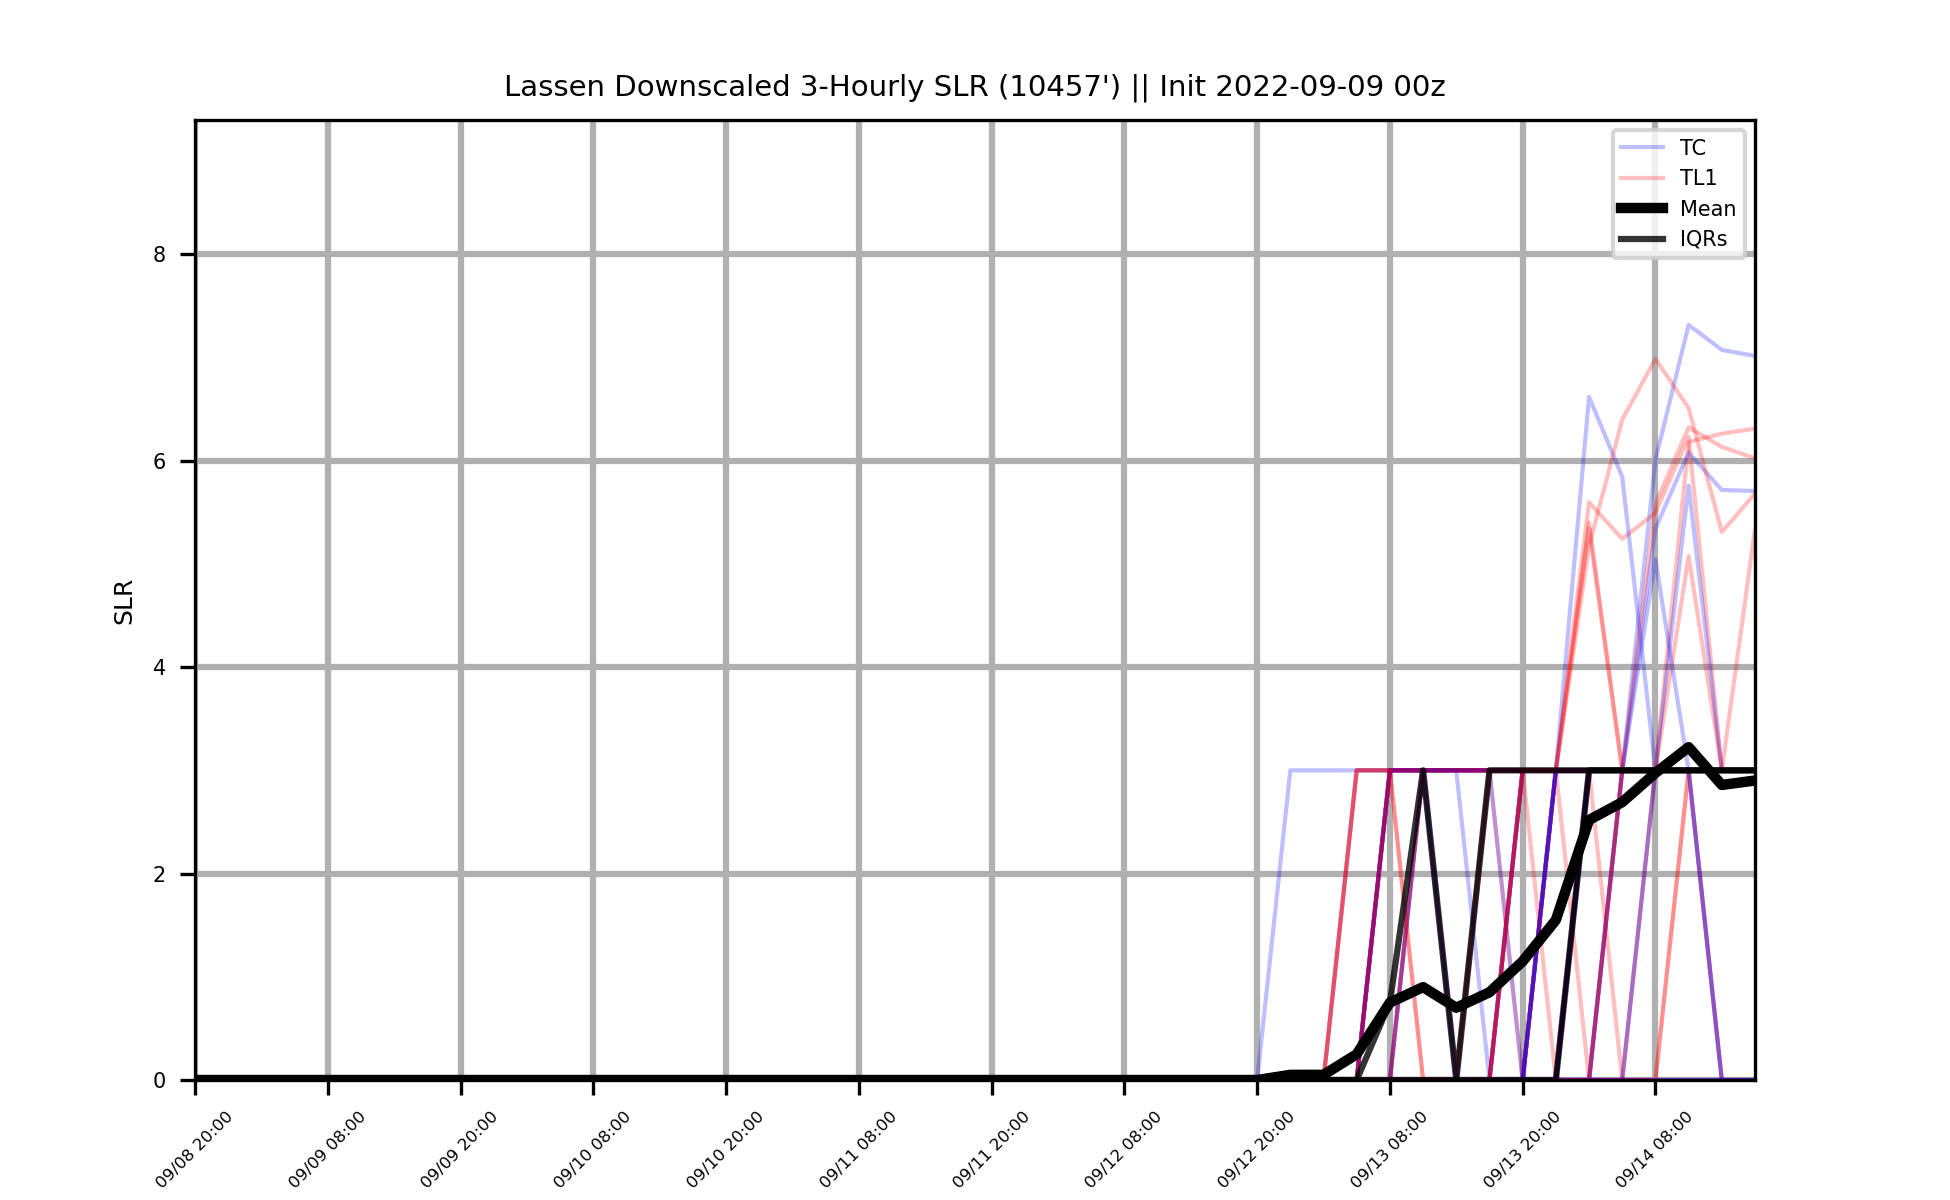 Lassen Downscaled 3-Hourly SLR (10457') || Init 2022-09-09 00z
TC
TL1
Mean
IQRs
8
6
4
2
0
SLR
09/08 20:00
09/09 08:00
09/09 20:00
09/10 08:00
09/10 20:00
09/11 08:00
09/11 20:00
09/12 08:00
09/12 20:00
09/13 08:00
09/13 20:00
09/14 08:00